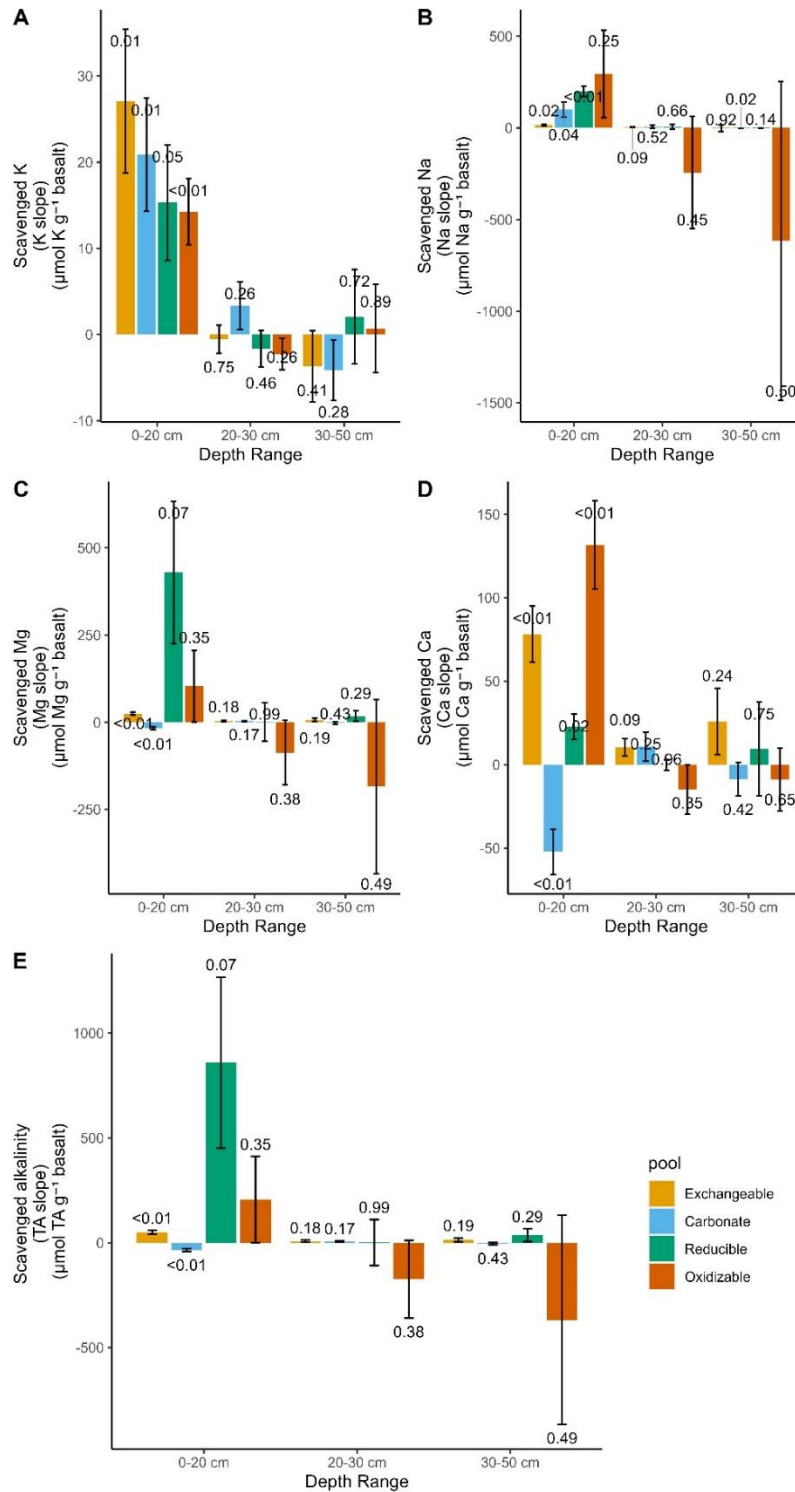 A
Scavenged K
(K slope)
(µmol K g⁻¹ basalt)
30
20
10
0
-10
0.01
0.01
0.05
<0.01
0.75
0.26
0.46
0.26
0.41
0.28
0.72
0.89
0-20 cm
20-30 cm
30-50 cm
Depth Range
B
Scavenged Na
(Na slope)
(µmol Na g⁻¹ basalt)
500
0
-500
-1000
-1500
0.02
0.04
<0.01
0.25
0.09
0.52
0.66
0.45
0.92
0.02
0.14
0.50
0-20 cm
20-30 cm
30-50 cm
Depth Range
C
Scavenged Mg
(Mg slope)
(µmol Mg g⁻¹ basalt)
500
250
0
-250
<0.01
<0.01
0.07
0.35
0.18
0.17
0.99
0.38
0.19
0.43
0.29
0.49
0-20 cm
20-30 cm
30-50 cm
Depth Range
D
Scavenged Ca
(Ca slope)
(µmol Ca g⁻¹ basalt)
150
100
50
0
-50
<0.01
<0.01
0.02
<0.01
0.09
0.25
0.96
0.35
0.24
0.42
0.75
0.65
0-20 cm
20-30 cm
30-50 cm
Depth Range
E
Scavenged alkalinity
(TA slope)
(µmol TA g⁻¹ basalt)
1000
500
0
-500
<0.01
<0.01
0.07
0.35
0.18
0.17
0.99
0.38
0.19
0.43
0.29
0.49
0-20 cm
20-30 cm
30-50 cm
Depth Range
pool
Exchangeable
Carbonate
Reducible
Oxidizable